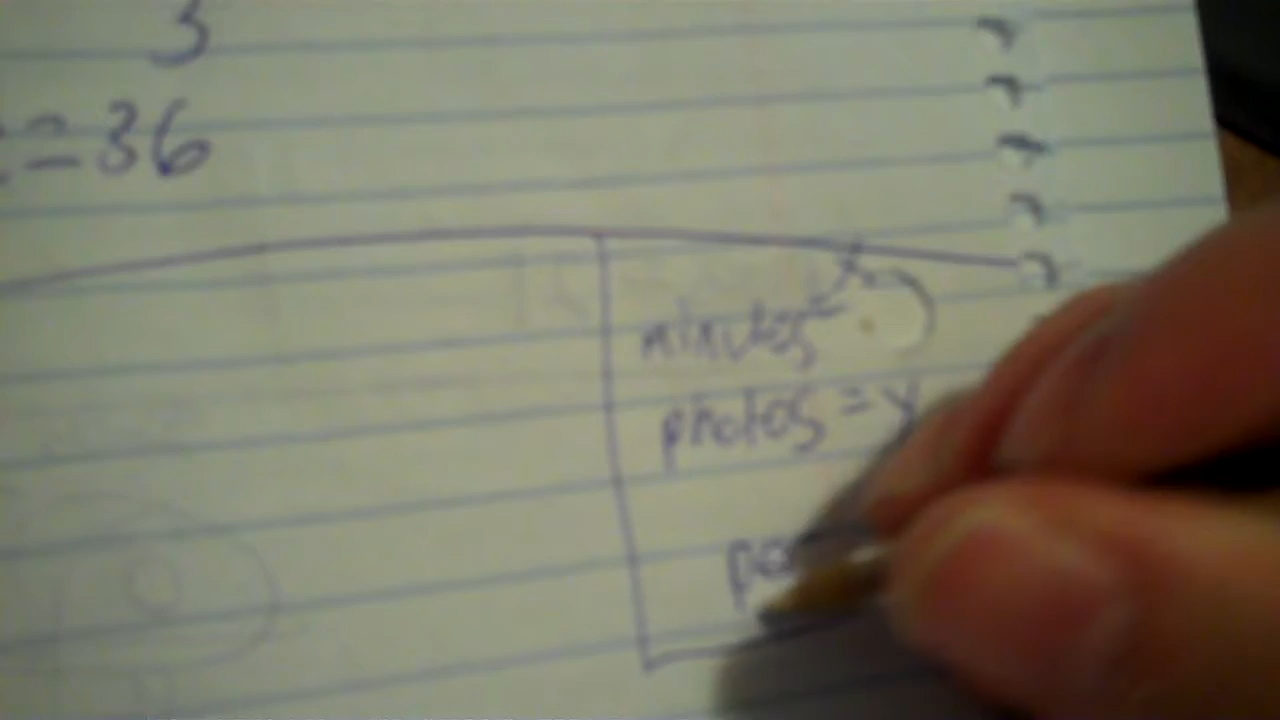 3
=36
minutes = x
photos = y